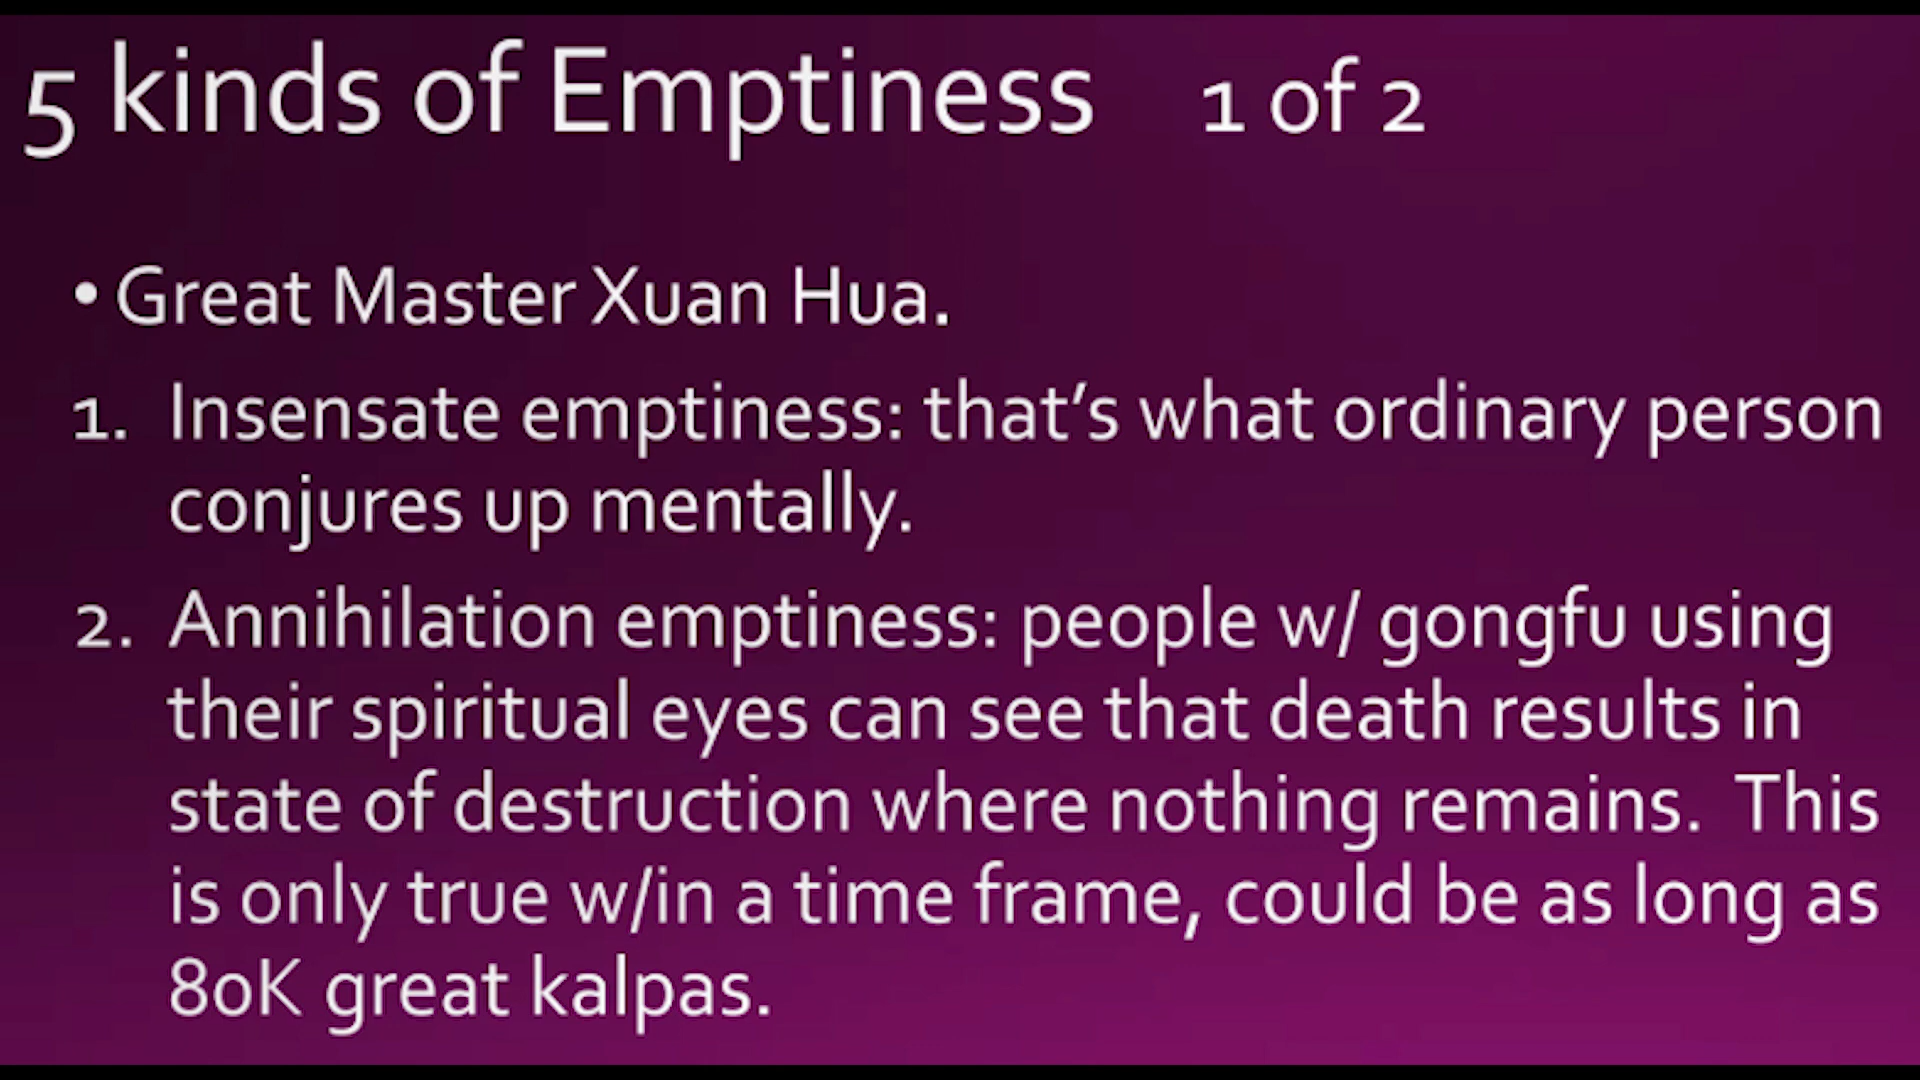 5 kinds of Emptiness 1 of 2
• Great Master Xuan Hua.
1. Insensate emptiness: that’s what ordinary person
conjures up mentally.
2. Annihilation emptiness: people w/ gongfu using
their spiritual eyes can see that death results in
state of destruction where nothing remains. This
is only true w/in a time frame, could be as long as
80K great kalpas.